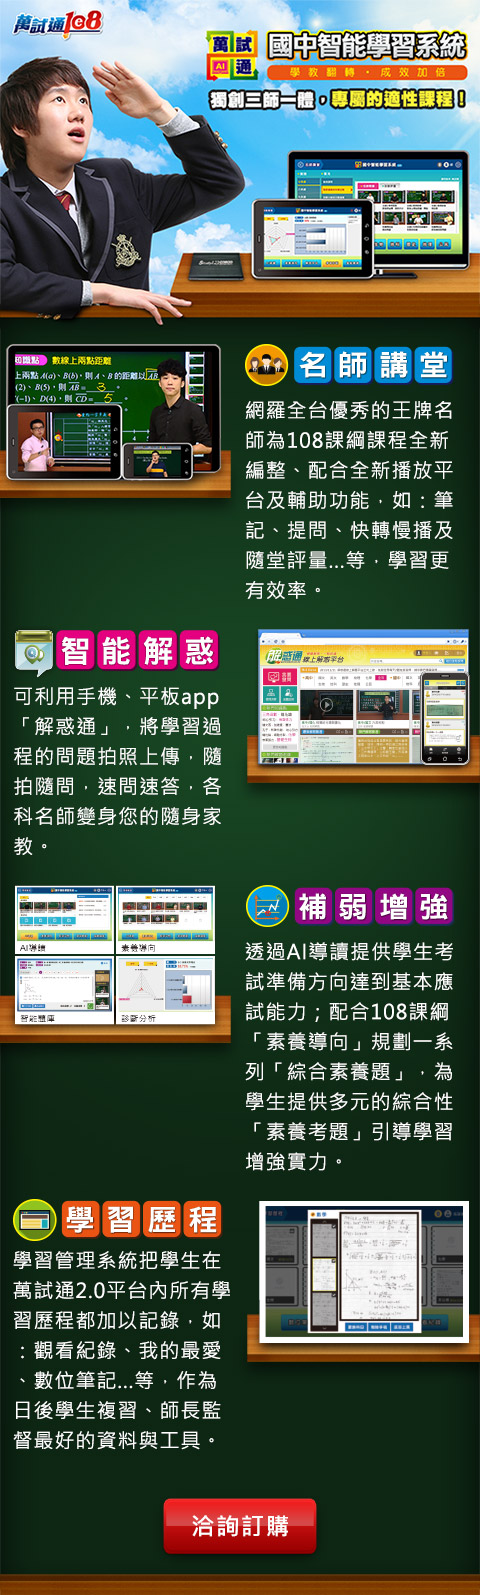 萬試通108
萬試
AI
通
國中智能學習系統
學教翻轉・成效加倍
獨創三師一體，專屬的適性課程！
數線上兩點距離
上兩點 A(a)、B(b)，則 A、B 的距離以 AB
(2)、B(5)，則 AB = 3 。
(-1)、D(4)，則 CD = 5 。
名師講堂
網羅全台優秀的王牌名
師為108課綱課程全新
編整、配合全新播放平
台及輔助功能，如：筆
記、提問、快轉慢播及
隨堂評量...等，學習更
有效率。
智能解惑
可利用手機、平板app
「解惑通」，將學習過
程的問題拍照上傳，隨
拍隨問，速問速答，各
科名師變身您的隨身家
教。
解惑通 線上解惑平台
AI導讀
素養導向
智能題庫
診斷分析
補弱增強
透過AI導讀提供學生考
試準備方向達到基本應
試能力；配合108課綱
「素養導向」規劃一系
列「綜合素養題」，為
學生提供多元的綜合性
「素養考題」引導學習
增強實力。
學習歷程
學習管理系統把學生在
萬試通2.0平台內所有學
習歷程都加以記錄，如
：觀看紀錄、我的最愛
、數位筆記...等，作為
日後學生複習、師長監
督最好的資料與工具。
洽詢訂購